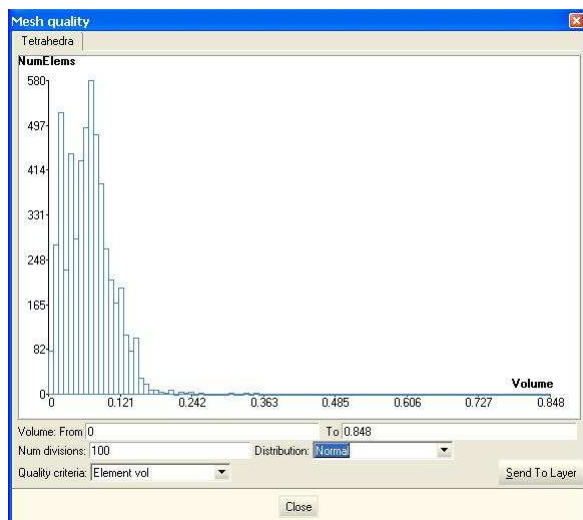 Mesh quality
Tetrahedra
NumElems
580
497
414
331
248
165
82
0
Volume
0 0.121 0.242 0.363 0.485 0.606 0.727 0.848
Volume: From 0 To 0.848
Num divisions: 100 Distribution: Normal
Quality criteria: Element vol Send To Layer
Close